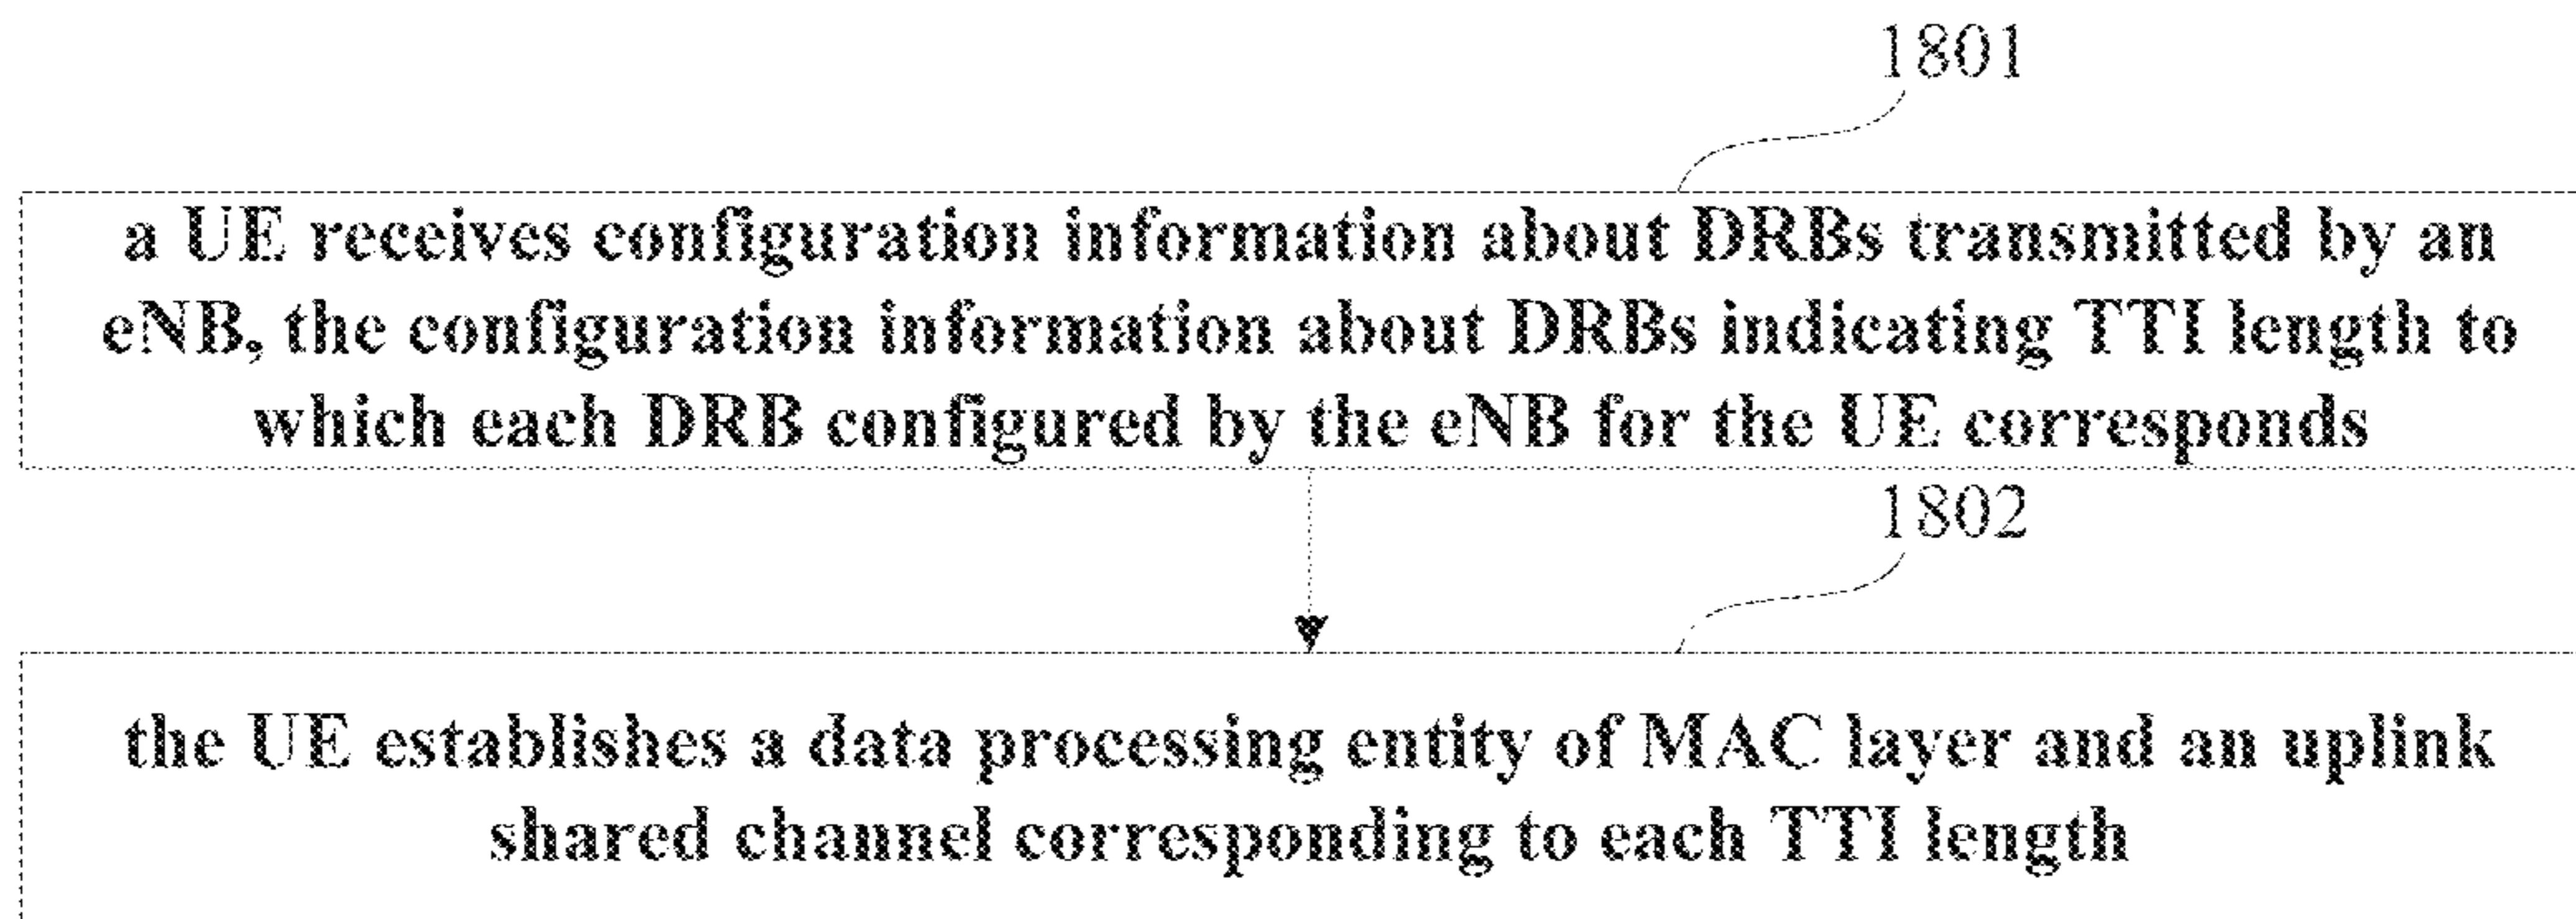 1801
a UE receives configuration information about DRBs transmitted by an
eNB, the configuration information about DRBs indicating TTI length to
which each DRB configured by the eNB for the UE corresponds
1802
the UE establishes a data processing entity of MAC layer and an uplink
shared channel corresponding to each TTI length